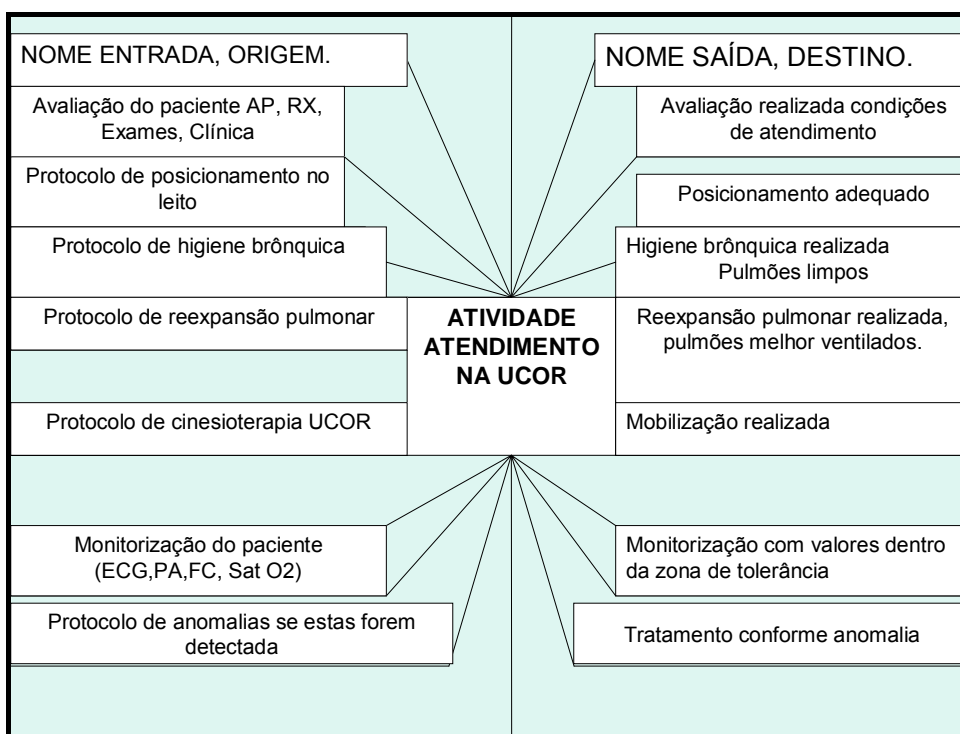 NOME ENTRADA, ORIGEM.
NOME SAÍDA, DESTINO.
Avaliação do paciente AP, RX,
Exames, Clínica
Avaliação realizada condições
de atendimento
Protocolo de posicionamento no
leito
Posicionamento adequado
Protocolo de higiene brônquica
Higiene brônquica realizada
Pulmões limpos
Protocolo de reexpansão pulmonar
ATIVIDADE
ATENDIMENTO
NA UCOR
Reexpansão pulmonar realizada,
pulmões melhor ventilados.
Protocolo de cinesioterapia UCOR
Mobilização realizada
Monitorização do paciente
(ECG,PA,FC, Sat O2)
Monitorização com valores dentro
da zona de tolerância
Protocolo de anomalias se estas forem
detectada
Tratamento conforme anomalia